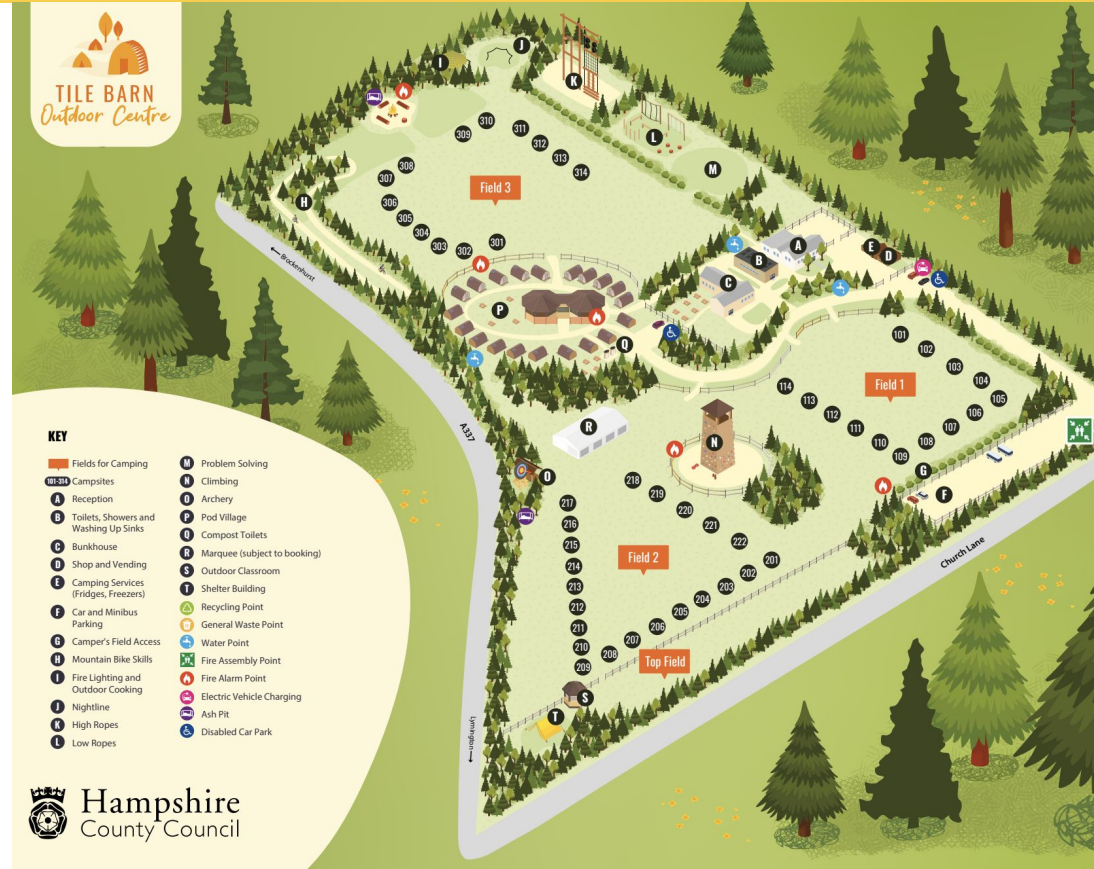 TILE BARN
Outdoor Centre
J
I
K
L
M
310
309
311
312
313
314
308
307
306
305
304
303
302
301
Field 3
H
← Brockenhurst
A
B
C
E
D
P
Q
101
102
103
104
105
106
107
108
109
110
111
112
113
114
Field 1
R
N
A337
O
G
F
217
216
215
214
213
212
211
210
209
218
219
220
221
222
201
202
203
204
205
206
207
208
Field 2
Top Field
Church Lane
S
T
Lymington →
KEY
Fields for Camping
101-314 Campsites
A Reception
B Toilets, Showers and
Washing Up Sinks
C Bunkhouse
D Shop and Vending
E Camping Services
(Fridges, Freezers)
F Car and Minibus
Parking
G Camper's Field Access
H Mountain Bike Skills
I Fire Lighting and
Outdoor Cooking
J Nightline
K High Ropes
L Low Ropes
M Problem Solving
N Climbing
O Archery
P Pod Village
Q Compost Toilets
R Marquee (subject to booking)
S Outdoor Classroom
T Shelter Building
Recycling Point
General Waste Point
Water Point
Fire Assembly Point
Fire Alarm Point
Electric Vehicle Charging
Ash Pit
Disabled Car Park
Hampshire
County Council